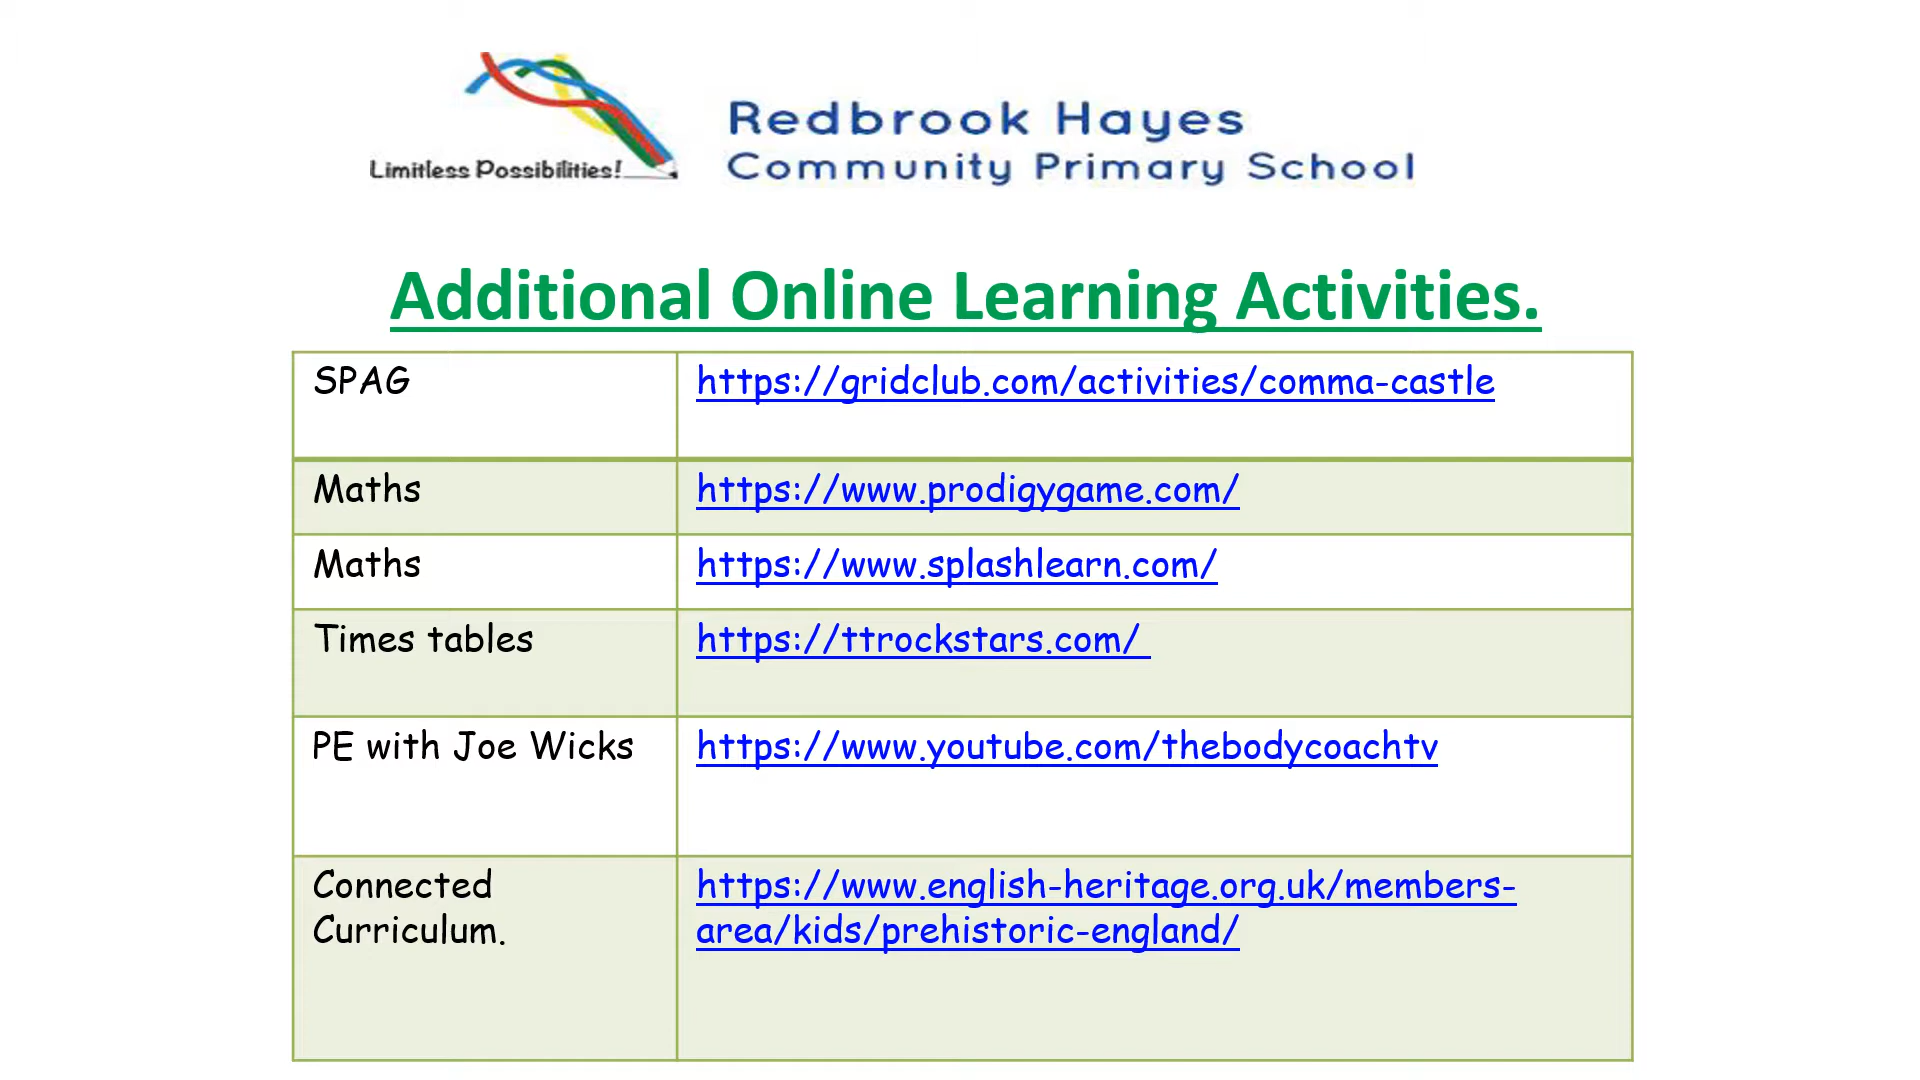 Limitless Possibilities!
Redbrook Hayes
Community Primary School
Additional Online Learning Activities.
SPAG
https://gridclub.com/activities/comma-castle
Maths
https://www.prodigygame.com/
Maths
https://www.splashlearn.com/
Times tables
https://ttrockstars.com/
PE with Joe Wicks
https://www.youtube.com/thebodycoachtv
Connected
Curriculum.
https://www.english-heritage.org.uk/members-
area/kids/prehistoric-england/